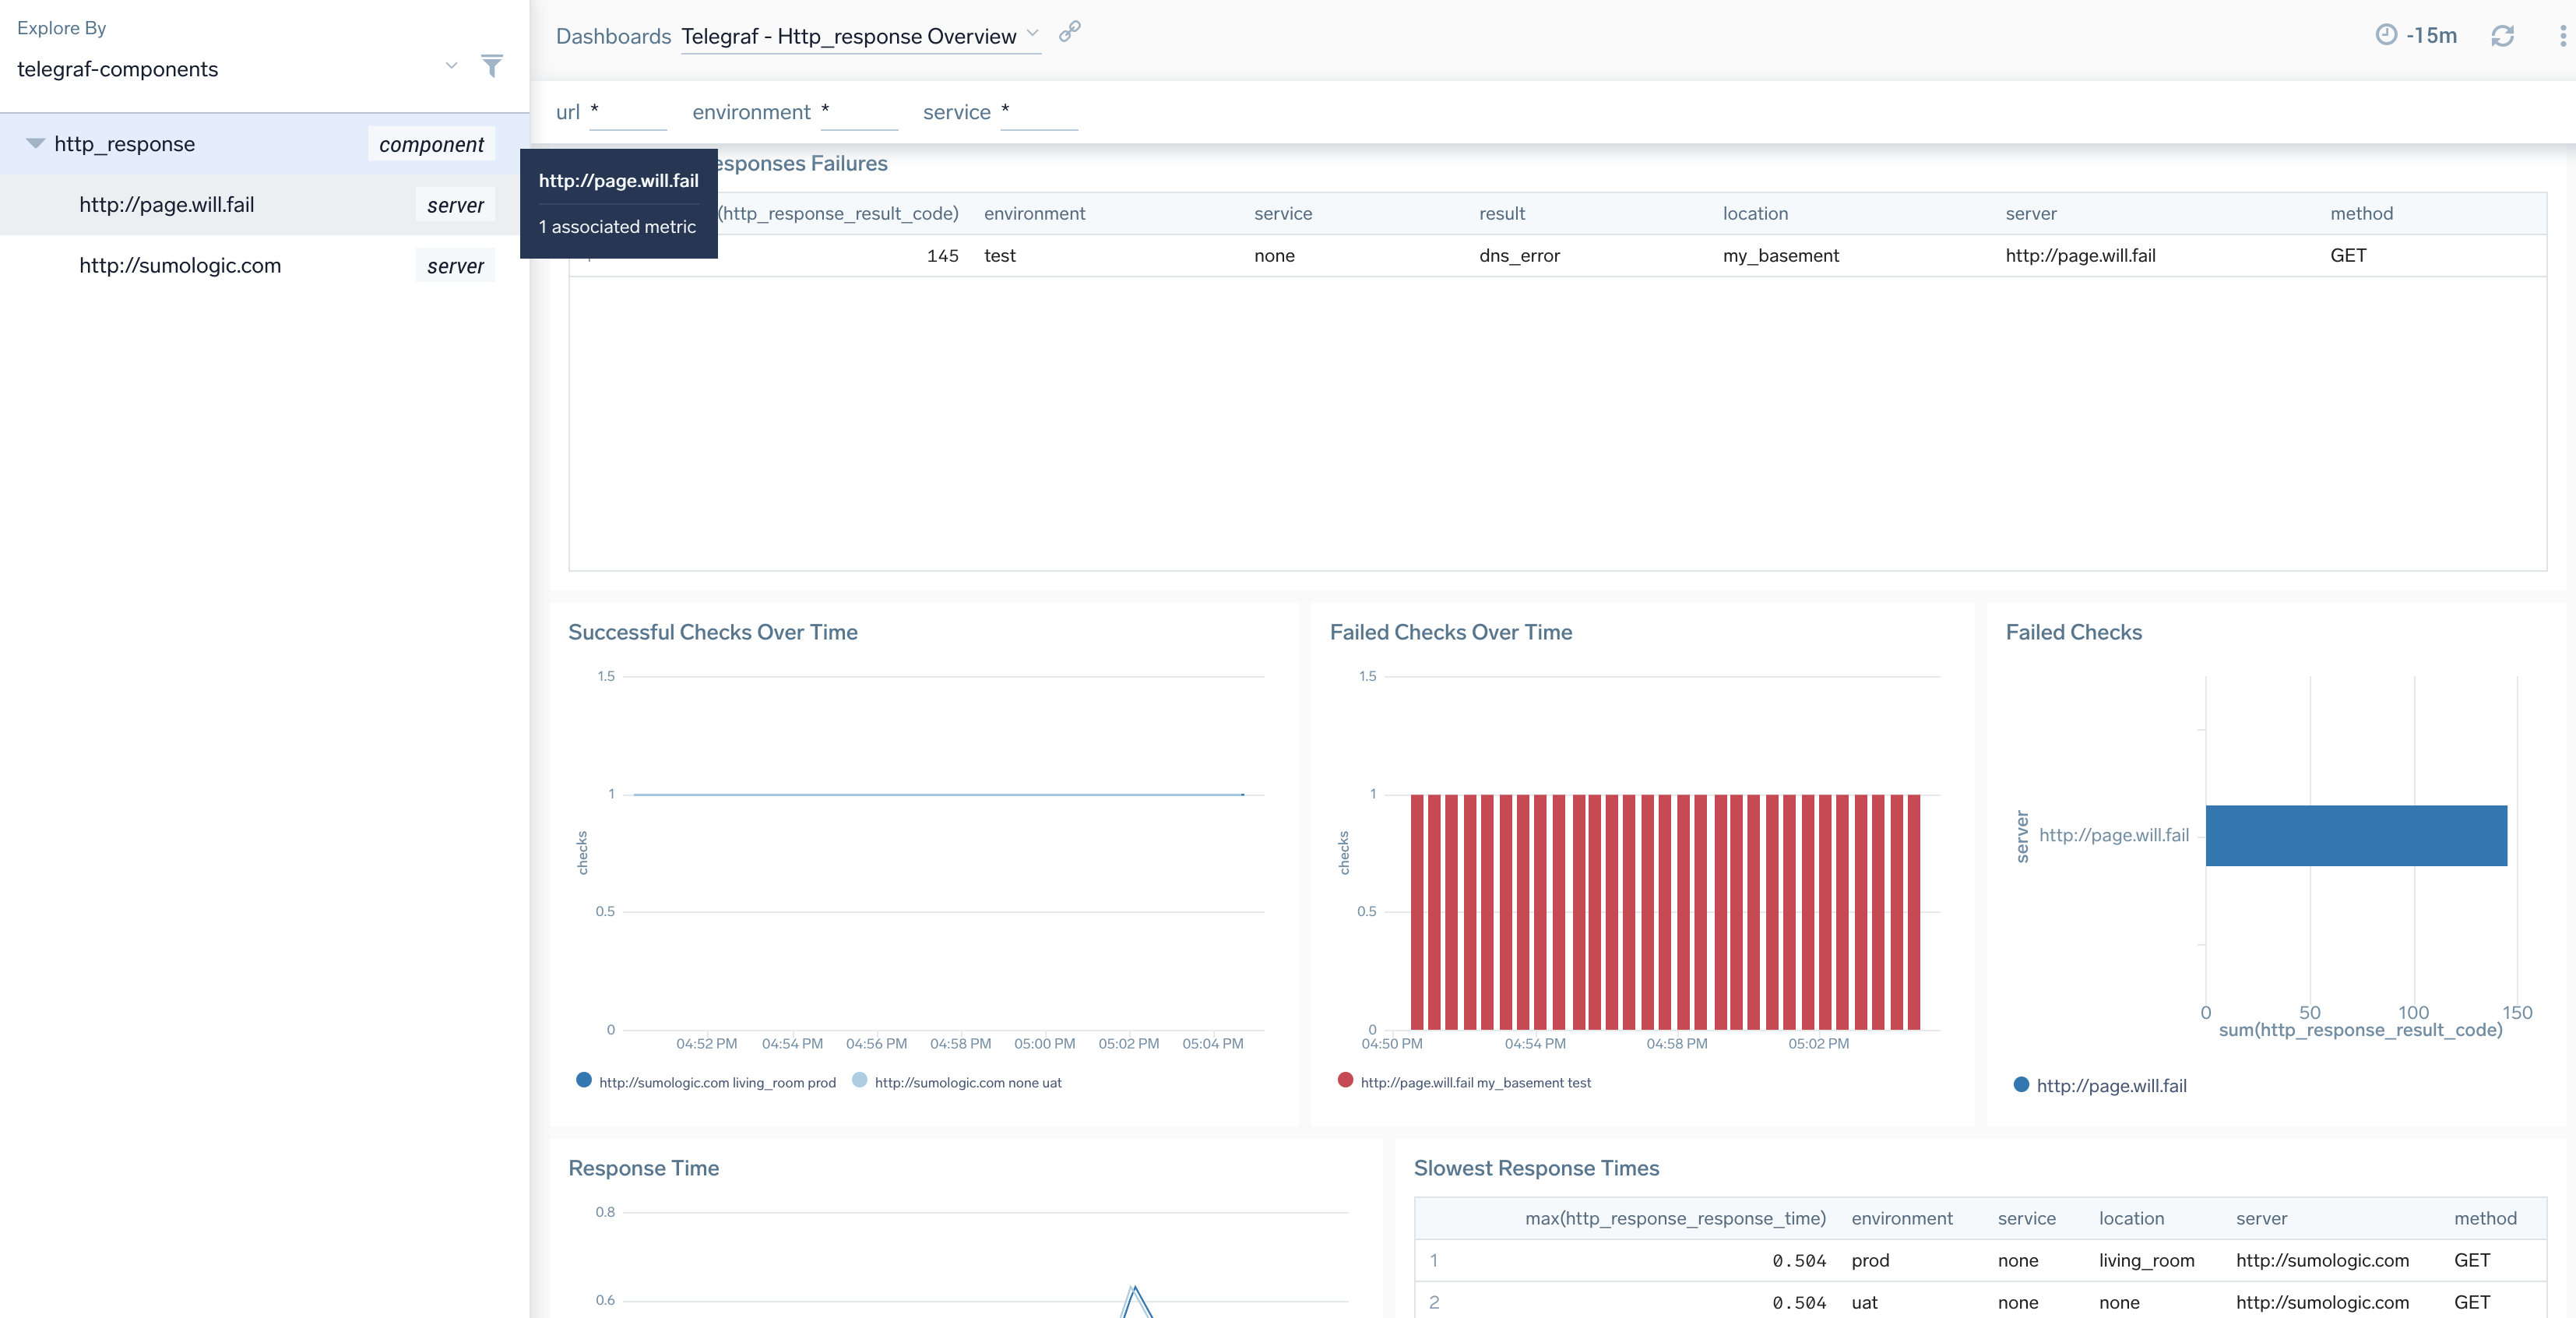 Explore By
telegraf-components
http_response component
http://page.will.fail server
http://sumologic.com server
Dashboards Telegraf - Http_response Overview
-15m
url * environment * service *
http://page.will.fail
1 associated metric
esponses Failures
(http_response_result_code) environment service result location server method
145 test none dns_error my_basement http://page.will.fail GET
Successful Checks Over Time
1.5
1
0.5
0
checks
04:52 PM 04:54 PM 04:56 PM 04:58 PM 05:00 PM 05:02 PM 05:04 PM
http://sumologic.com living_room prod http://sumologic.com none uat
Failed Checks Over Time
1.5
1
0.5
0
checks
04:50 PM 04:54 PM 04:58 PM 05:02 PM
http://page.will.fail my_basement test
Failed Checks
server
http://page.will.fail
0 50 100 150
sum(http_response_result_code)
http://page.will.fail
Response Time
0.8
0.6
Slowest Response Times
max(http_response_response_time) environment service location server method
1 0.504 prod none living_room http://sumologic.com GET
2 0.504 uat none none http://sumologic.com GET